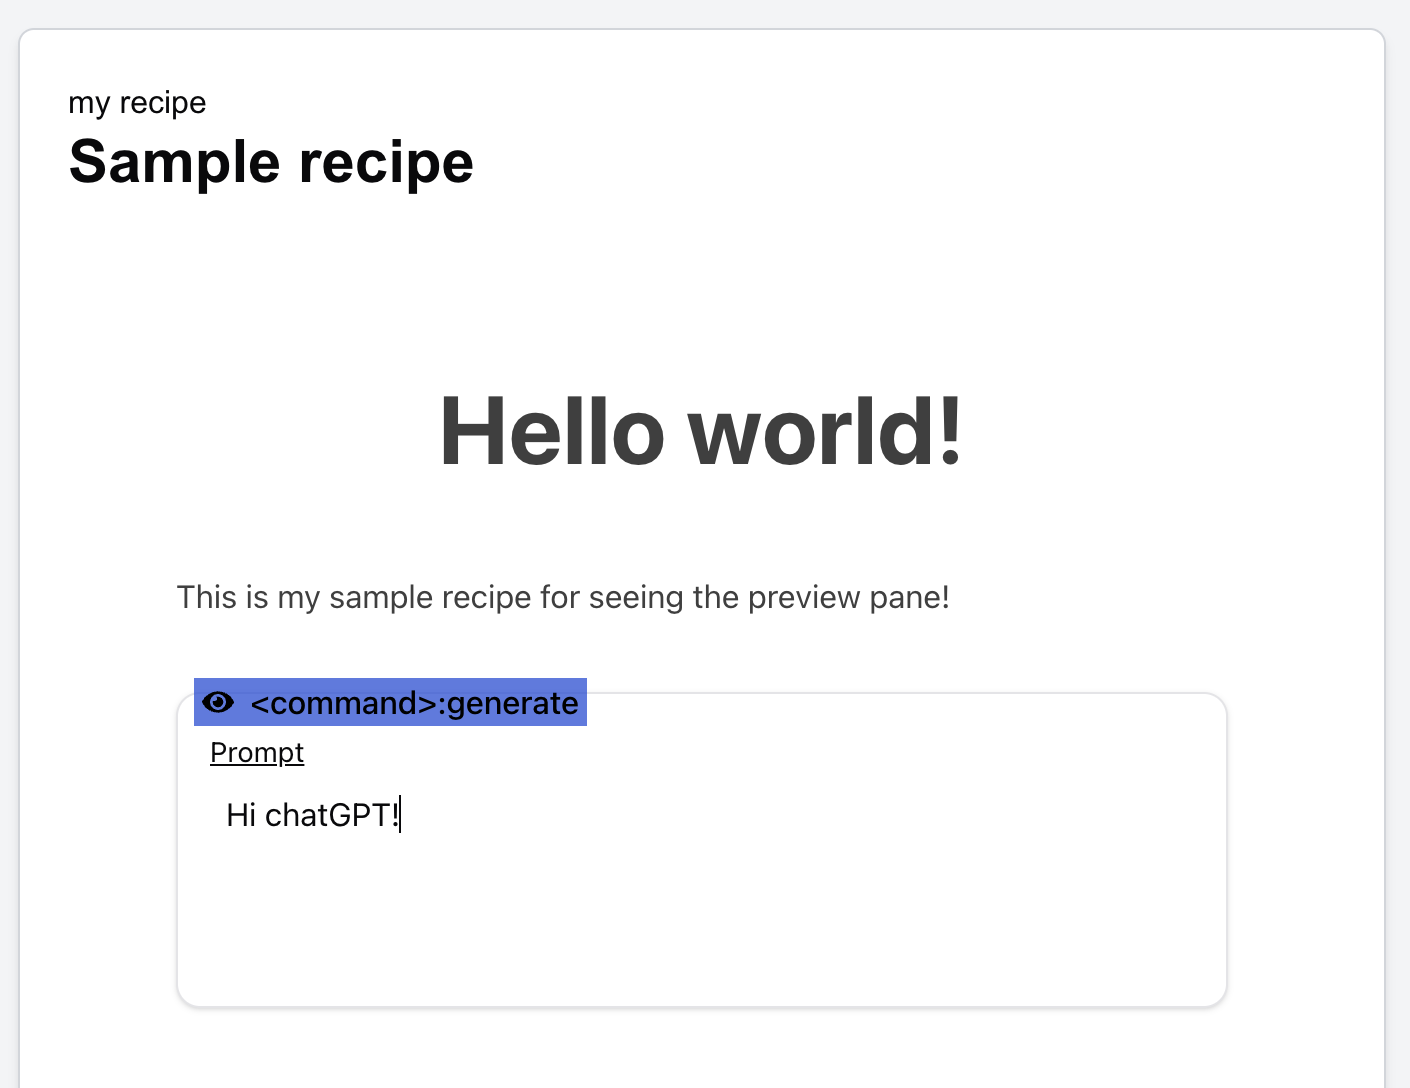 my recipe
Sample recipe
Hello world!
This is my sample recipe for seeing the preview pane!
<command>:generate
Prompt
Hi chatGPT!